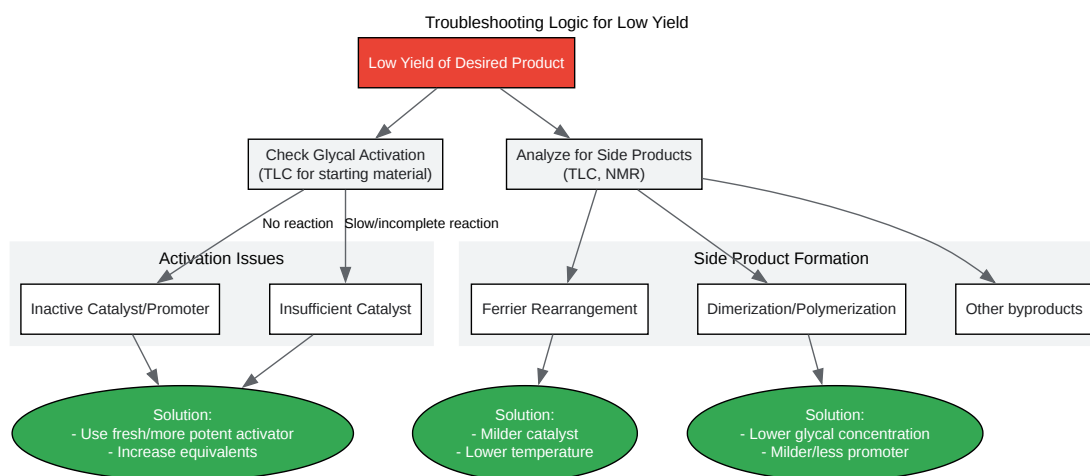 Troubleshooting Logic for Low Yield
Low Yield of Desired Product
Check Glycal Activation
(TLC for starting material)
Analyze for Side Products
(TLC, NMR)
No reaction
Slow/incomplete reaction
Activation Issues
Side Product Formation
Inactive Catalyst/Promoter
Insufficient Catalyst
Ferrier Rearrangement
Dimerization/Polymerization
Other byproducts
Solution:
- Use fresh/more potent activator
- Increase equivalents
Solution:
- Milder catalyst
- Lower temperature
Solution:
- Lower glycal concentration
- Milder/less promoter